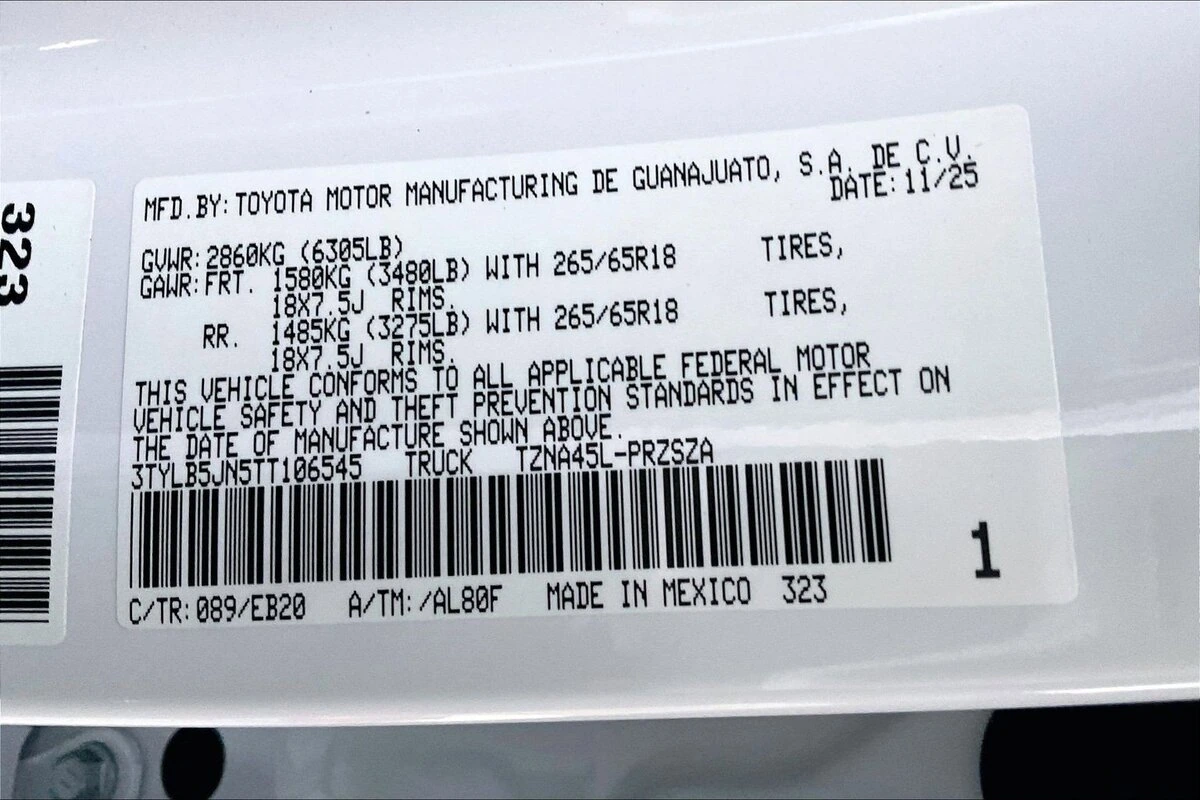 323
MFD.BY: TOYOTA MOTOR MANUFACTURING DE GUANAJUATO, S.A. DE C.V.
DATE: 11/25
GVWR: 2860KG (6305LB)
GAWR: FRT. 1580KG (3480LB) WITH 265/65R18 TIRES,
18X7.5J RIMS.
RR. 1485KG (3275LB) WITH 265/65R18 TIRES,
18X7.5J RIMS.
THIS VEHICLE CONFORMS TO ALL APPLICABLE FEDERAL MOTOR
VEHICLE SAFETY AND THEFT PREVENTION STANDARDS IN EFFECT ON
THE DATE OF MANUFACTURE SHOWN ABOVE.
3TYLB5JN5TT106545 TRUCK TZNA45L-PRZSZA
1
C/TR: 089/EB20 A/TM: /AL80F MADE IN MEXICO 323